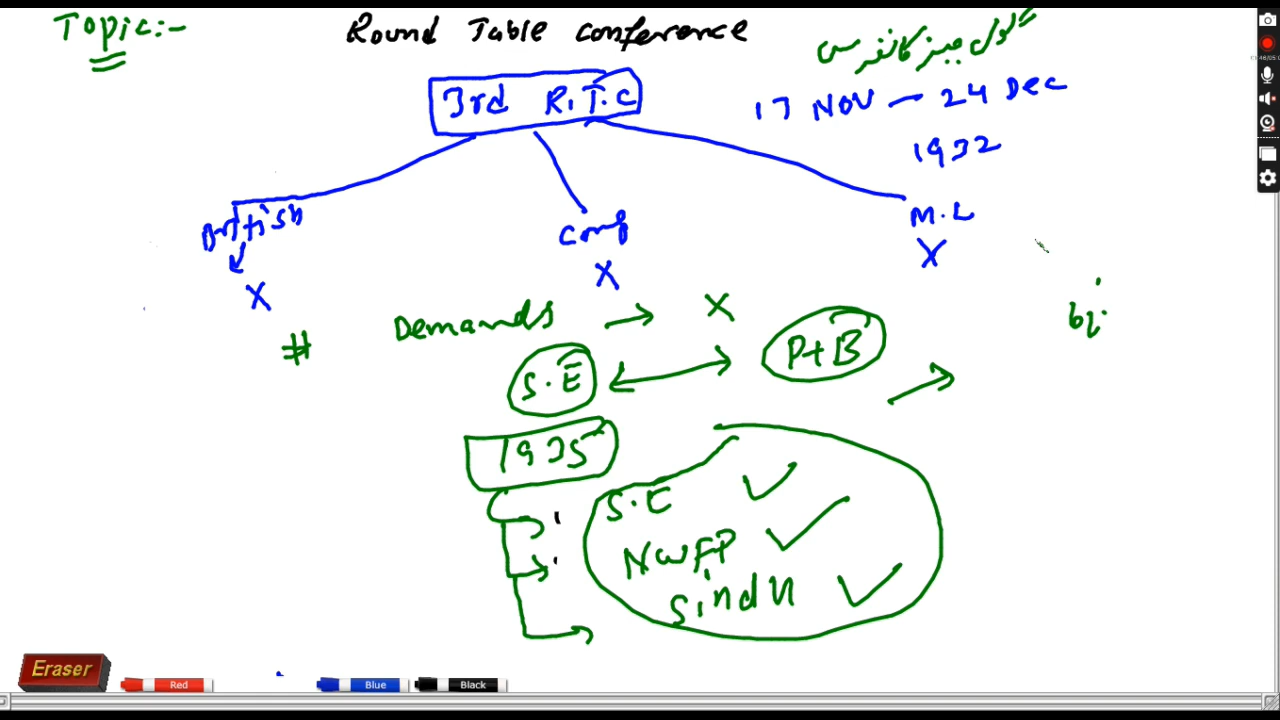 Topic:-
Round Table Conference
گول میز کانفرنس
3rd R.T.C
17 NOV - 24 Dec
1932
British
Cong
M.L
X
X
X
# Demands → X
S.E
P+B
1935
S.E ✓
NWFP ✓
Sindh ✓
Eraser
Red
Blue
Black